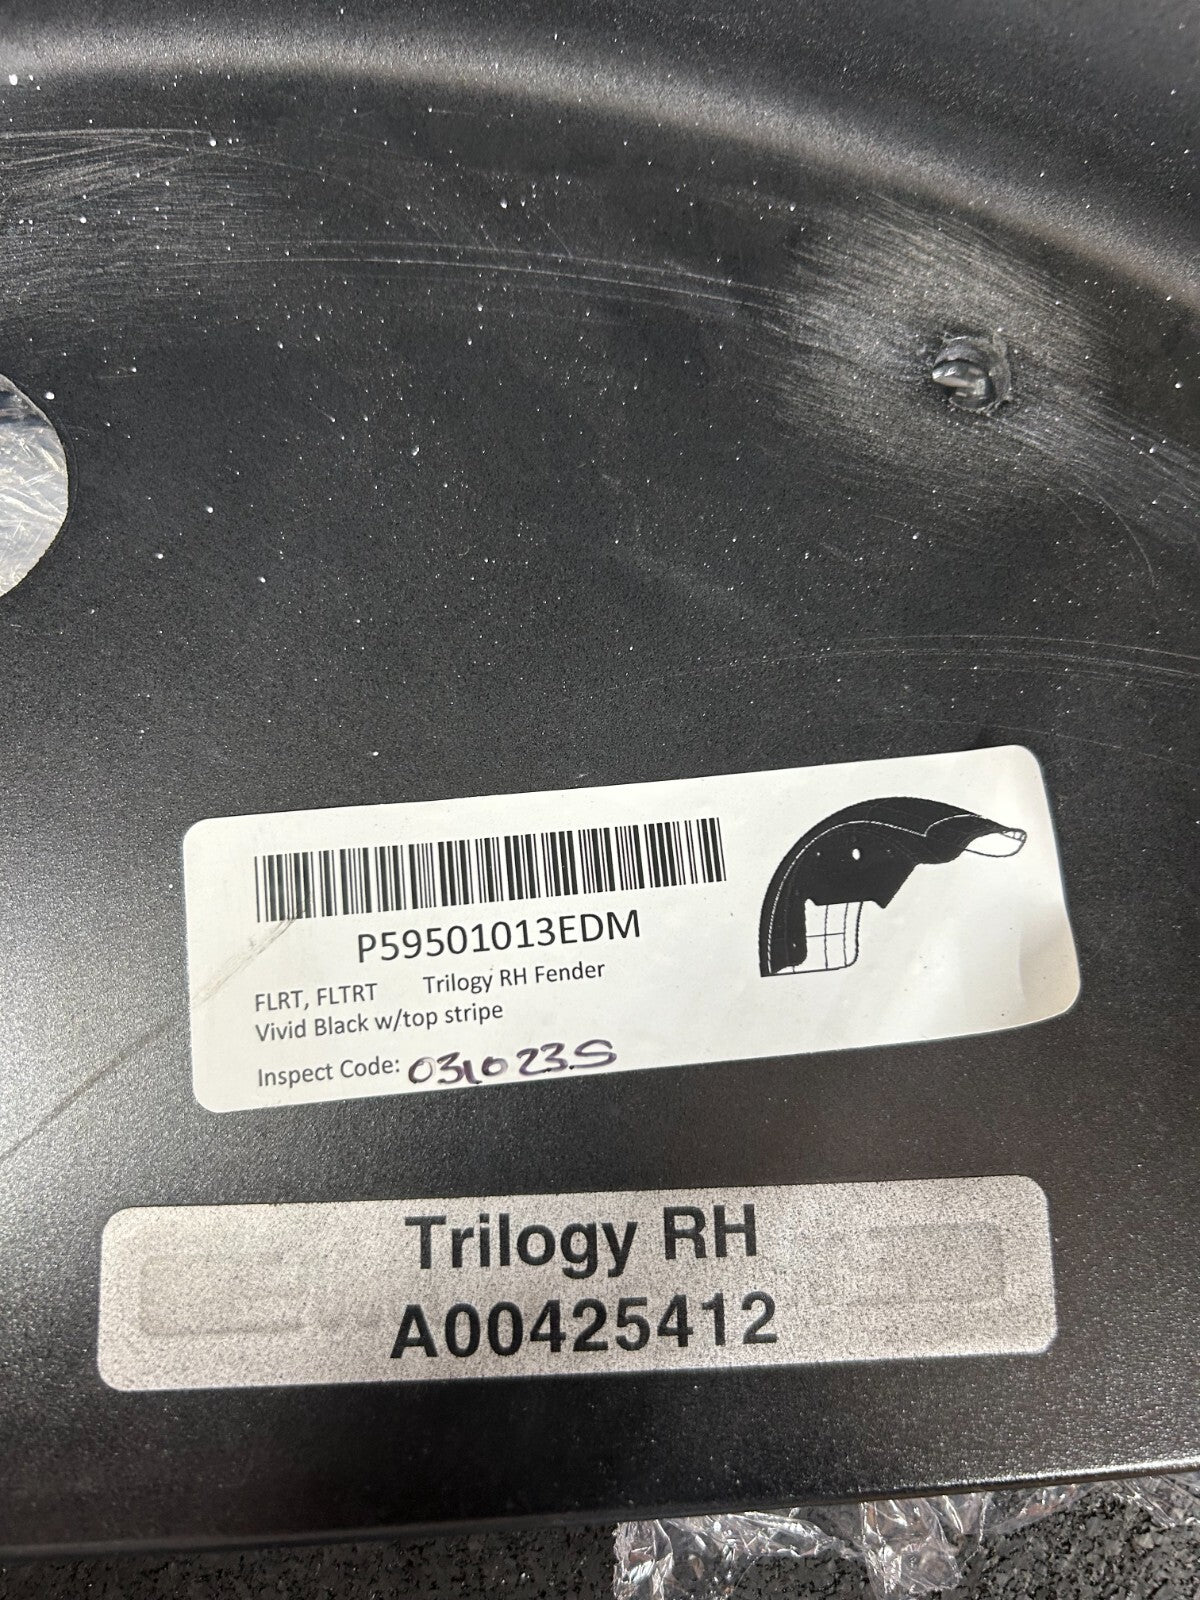 P59501013EDM
FLRT, FLTRT Trilogy RH Fender
Vivid Black w/top stripe
Inspect Code: 031023S
Trilogy RH
A00425412